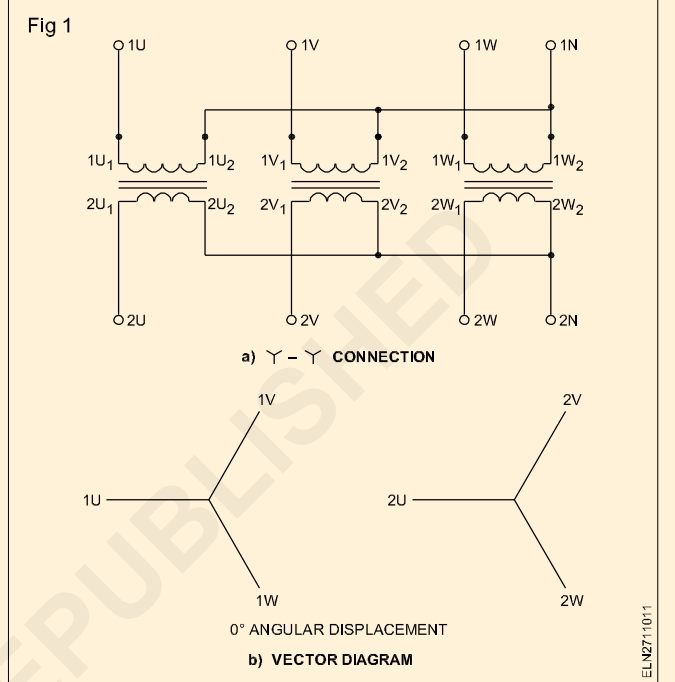 Fig 1
1U 1V 1W 1N
1U1 1U2 1V1 1V2 1W1 1W2
2U1 2U2 2V1 2V2 2W1 2W2
2U 2V 2W 2N
a) Y – Y CONNECTION
1V 2V
1U 2U
1W 2W
0° ANGULAR DISPLACEMENT
b) VECTOR DIAGRAM
ELN2711011
EPUBLISHED